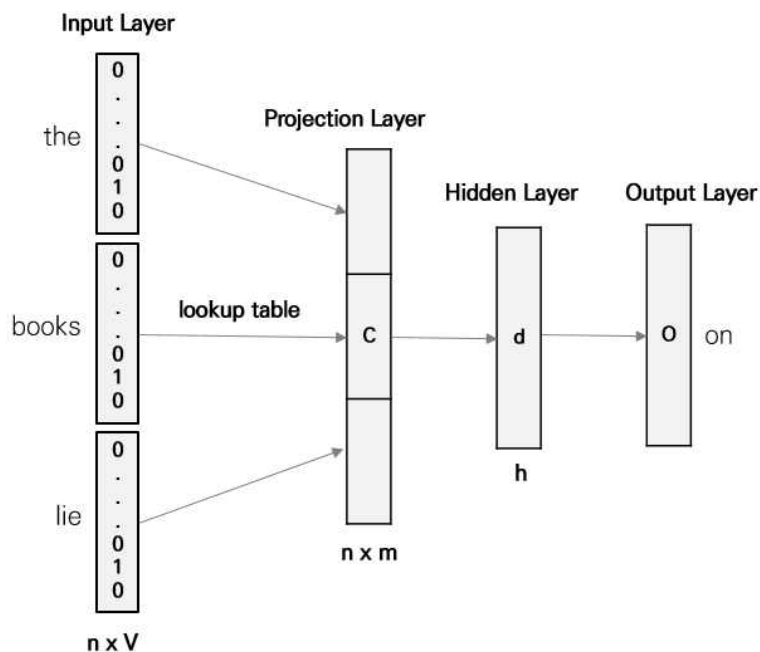 Input Layer
0
.
.
.
0
1
0
the
0
.
.
.
0
1
0
books
0
.
.
.
0
1
0
lie
n x V
lookup table
Projection Layer
C
n x m
Hidden Layer
d
h
Output Layer
O
on